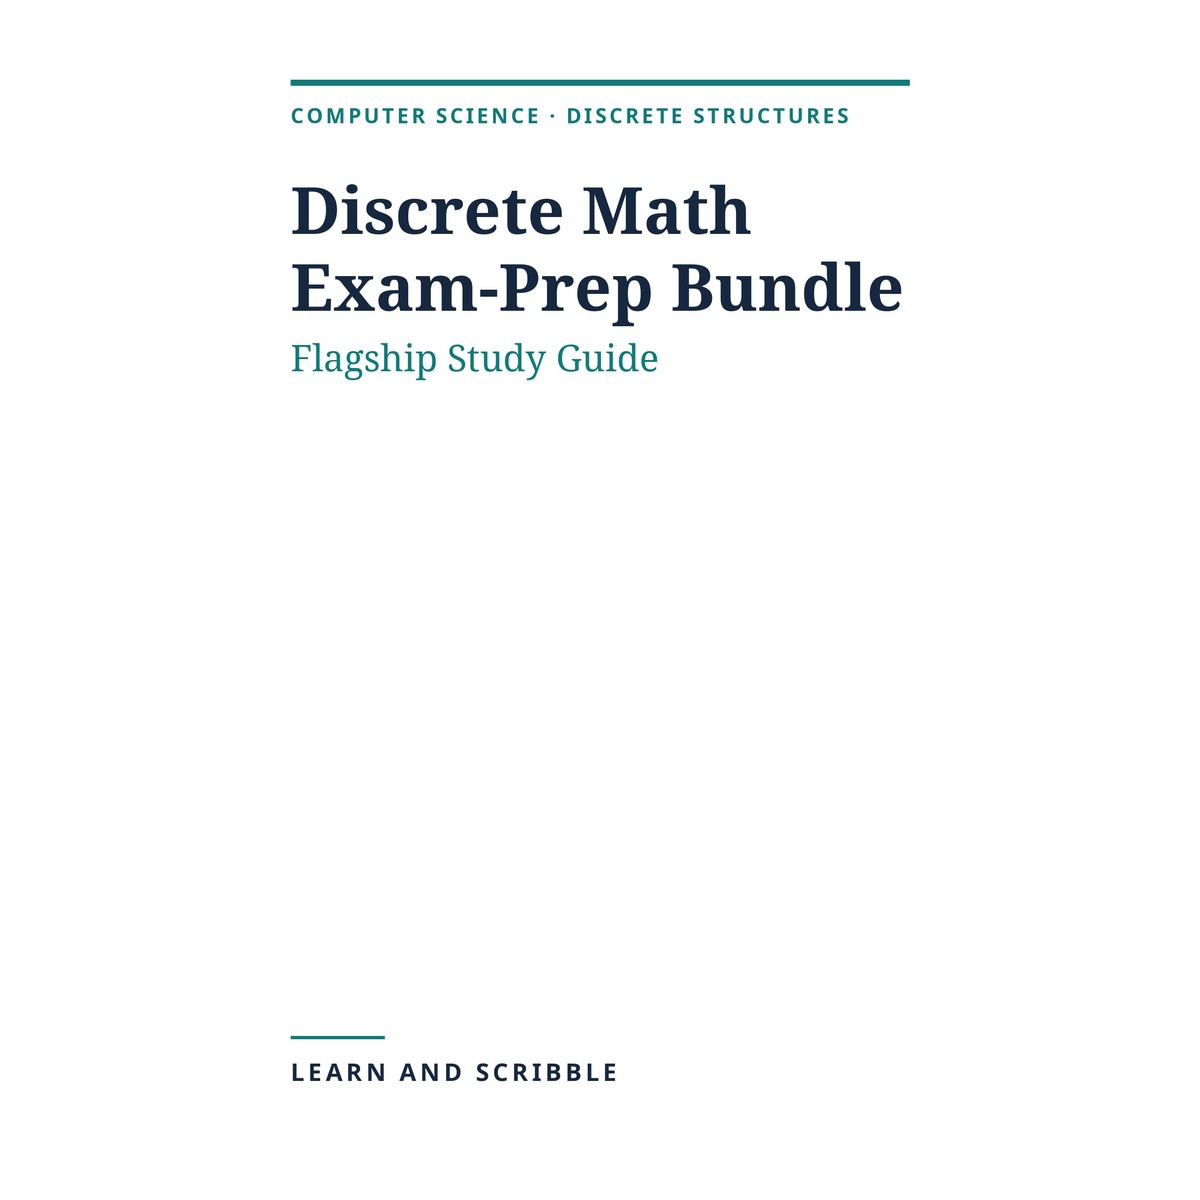 COMPUTER SCIENCE · DISCRETE STRUCTURES
Discrete Math
Exam-Prep Bundle
Flagship Study Guide
LEARN AND SCRIBBLE